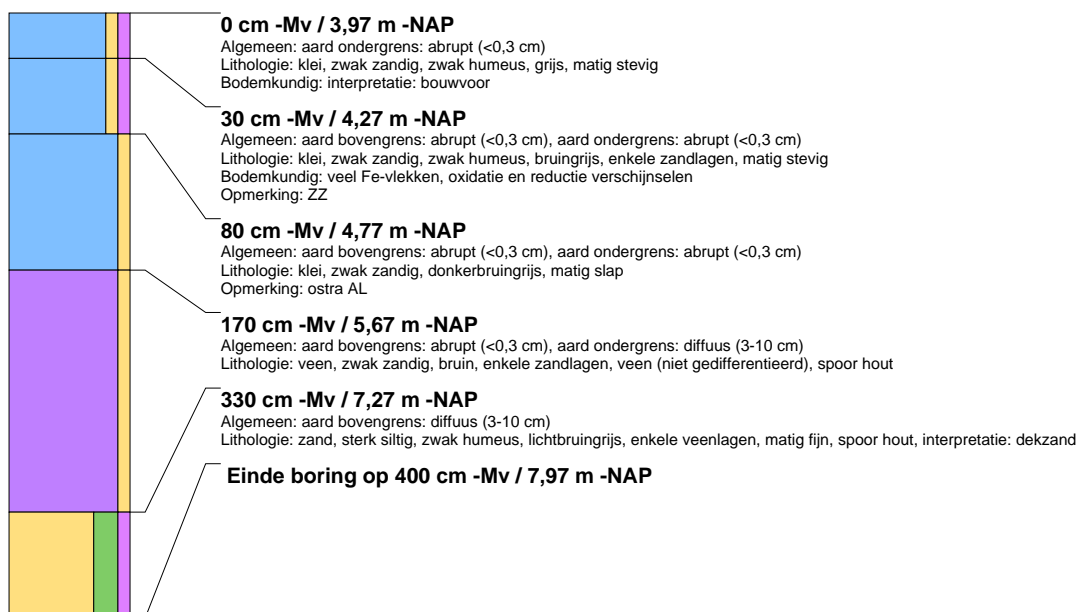 0 cm -Mv / 3,97 m -NAP
Algemeen: aard ondergrens: abrupt (<0,3 cm)
Lithologie: klei, zwak zandig, zwak humeus, grijs, matig stevig
Bodemkundig: interpretatie: bouwvoor
30 cm -Mv / 4,27 m -NAP
Algemeen: aard bovengrens: abrupt (<0,3 cm), aard ondergrens: abrupt (<0,3 cm)
Lithologie: klei, zwak zandig, zwak humeus, bruingrijs, enkele zandlagen, matig stevig
Bodemkundig: veel Fe-vlekken, oxidatie en reductie verschijnselen
Opmerking: ZZ
80 cm -Mv / 4,77 m -NAP
Algemeen: aard bovengrens: abrupt (<0,3 cm), aard ondergrens: abrupt (<0,3 cm)
Lithologie: klei, zwak zandig, donkerbruingrijs, matig slap
Opmerking: ostra AL
170 cm -Mv / 5,67 m -NAP
Algemeen: aard bovengrens: abrupt (<0,3 cm), aard ondergrens: diffuus (3-10 cm)
Lithologie: veen, zwak zandig, bruin, enkele zandlagen, veen (niet gedifferentieerd), spoor hout
330 cm -Mv / 7,27 m -NAP
Algemeen: aard bovengrens: diffuus (3-10 cm)
Lithologie: zand, sterk siltig, zwak humeus, lichtbruingrijs, enkele veenlagen, matig fijn, spoor hout, interpretatie: dekzand
Einde boring op 400 cm -Mv / 7,97 m -NAP